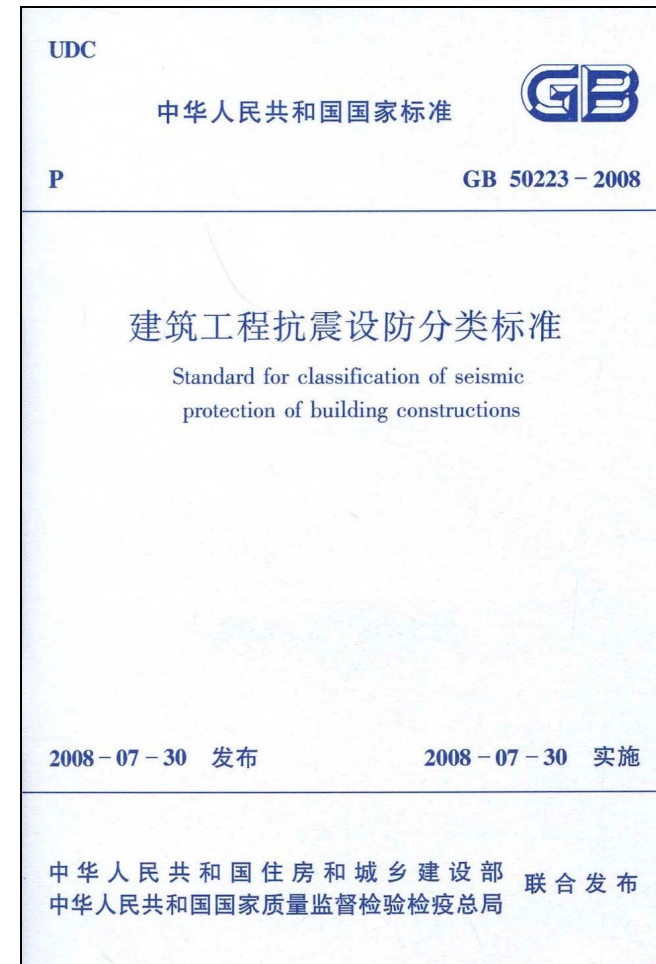 UDC
GB
中华人民共和国国家标准
P
GB 50223-2008
建筑工程抗震设防分类标准
Standard for classification of seismic
protection of building constructions
2008-07-30 发布
2008-07-30 实施
中华人民共和国住房和城乡建设部
中华人民共和国国家质量监督检验检疫总局
联合发布